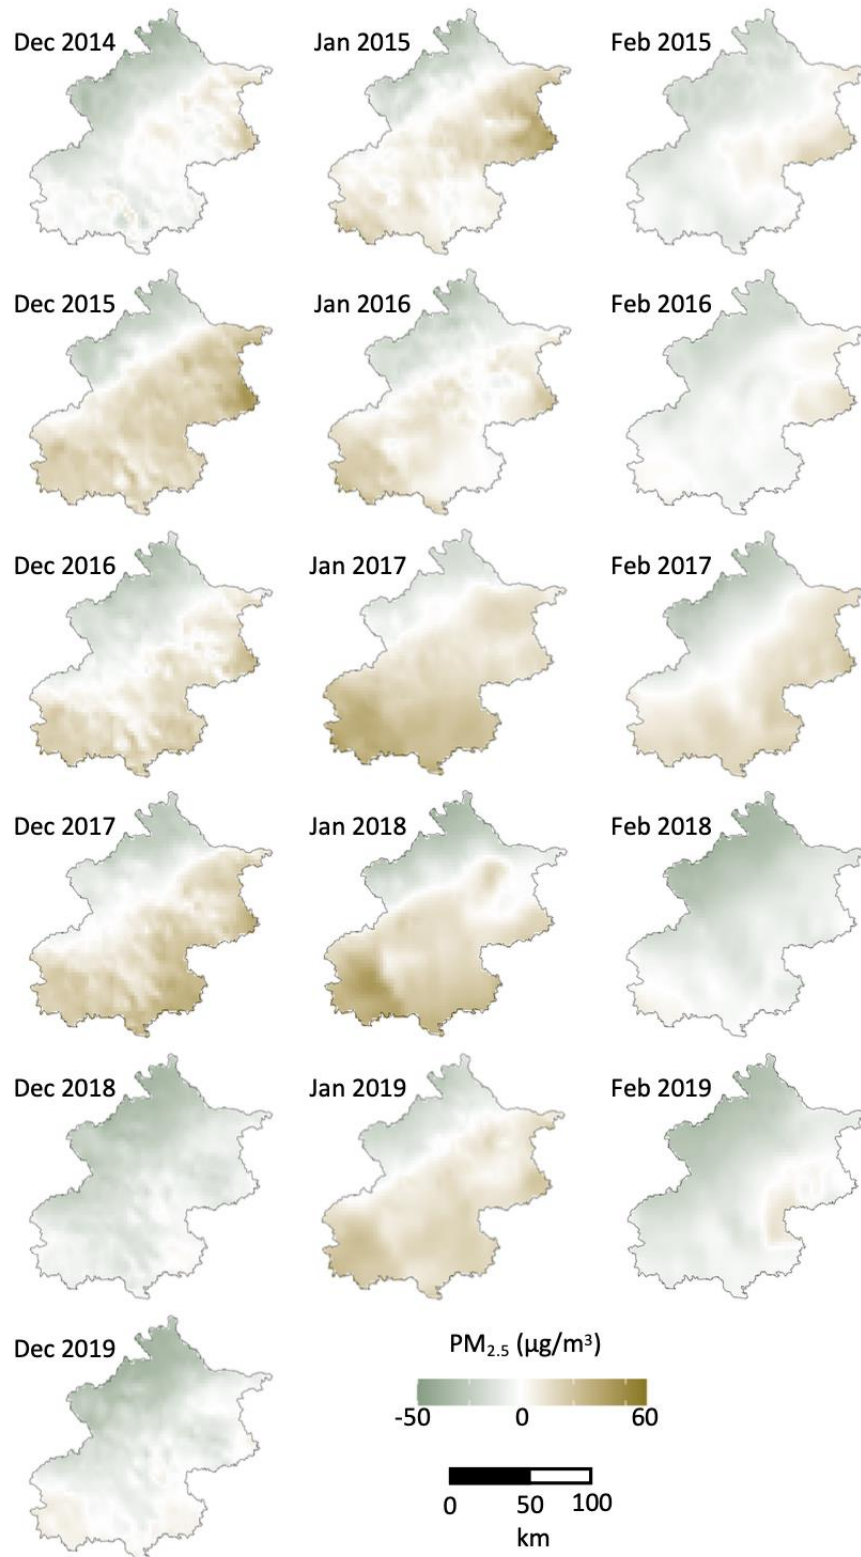 Dec 2014 Jan 2015 Feb 2015
Dec 2015 Jan 2016 Feb 2016
Dec 2016 Jan 2017 Feb 2017
Dec 2017 Jan 2018 Feb 2018
Dec 2018 Jan 2019 Feb 2019
Dec 2019
PM₂.₅ (μg/m³)
-50 0 60
0 50 100
km